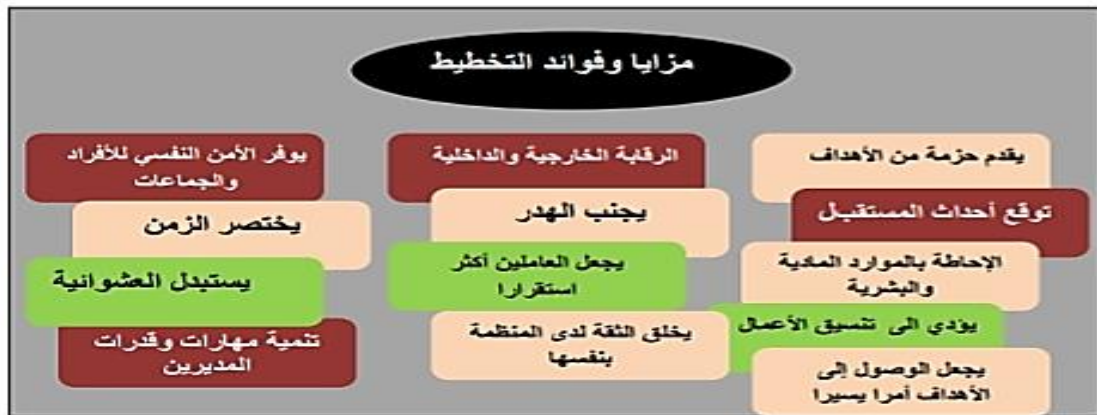 مزايا وفوائد التخطيط
يقدم حزمة من الأهداف
توقع أحداث المستقبل
الإحاطة بالموارد المادية
والبشرية
يؤدي الى تنسيق الأعمال
يجعل الوصول إلى
الأهداف أمرا يسيرا
الرقابة الخارجية والداخلية
يجنب الهدر
يجعل العاملين أكثر
استقرارا
يخلق الثقة لدى المنظمة
بنفسها
يوفر الأمن النفسي للأفراد
والجماعات
يختصر الزمن
يستبدل العشوائية
تنمية مهارات وقدرات
المديرين